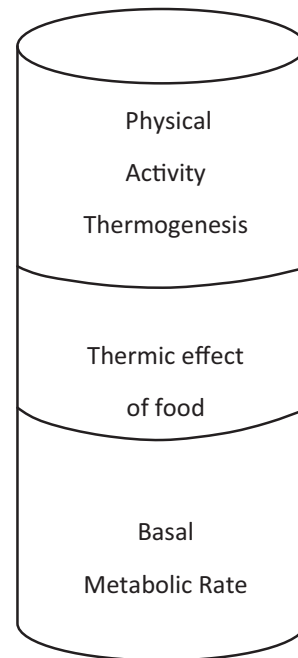 Physical
Activity
Thermogenesis
Thermic effect
of food
Basal
Metabolic Rate